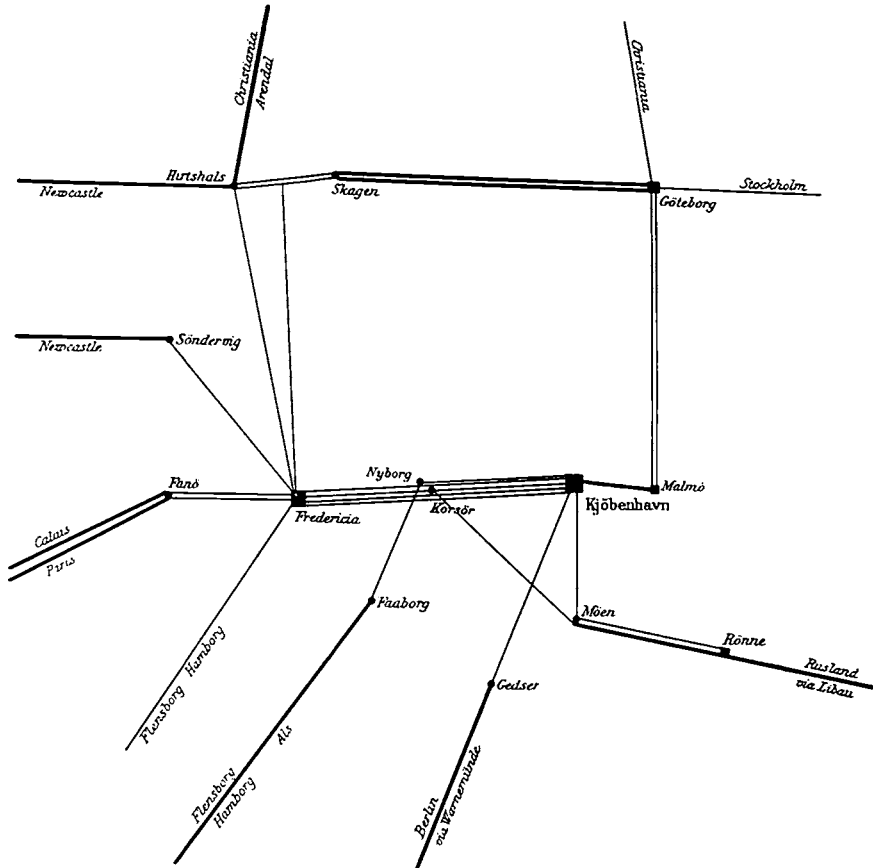 Christiania
Arendal
Christiania
Hirtshals
Newcastle
Skagen
Stockholm
Göteborg
Söndervig
Newcastle
Nyborg
Fanö
Korsör
Malmö
Fredericia
Kjöbenhavn
Calais
Paris
Faaborg
Möen
Rönne
Flensborg Hamborg
Rusland
via Libau
Gedser
Als
Flensborg
Hamborg
Berlin
via Warnemünde